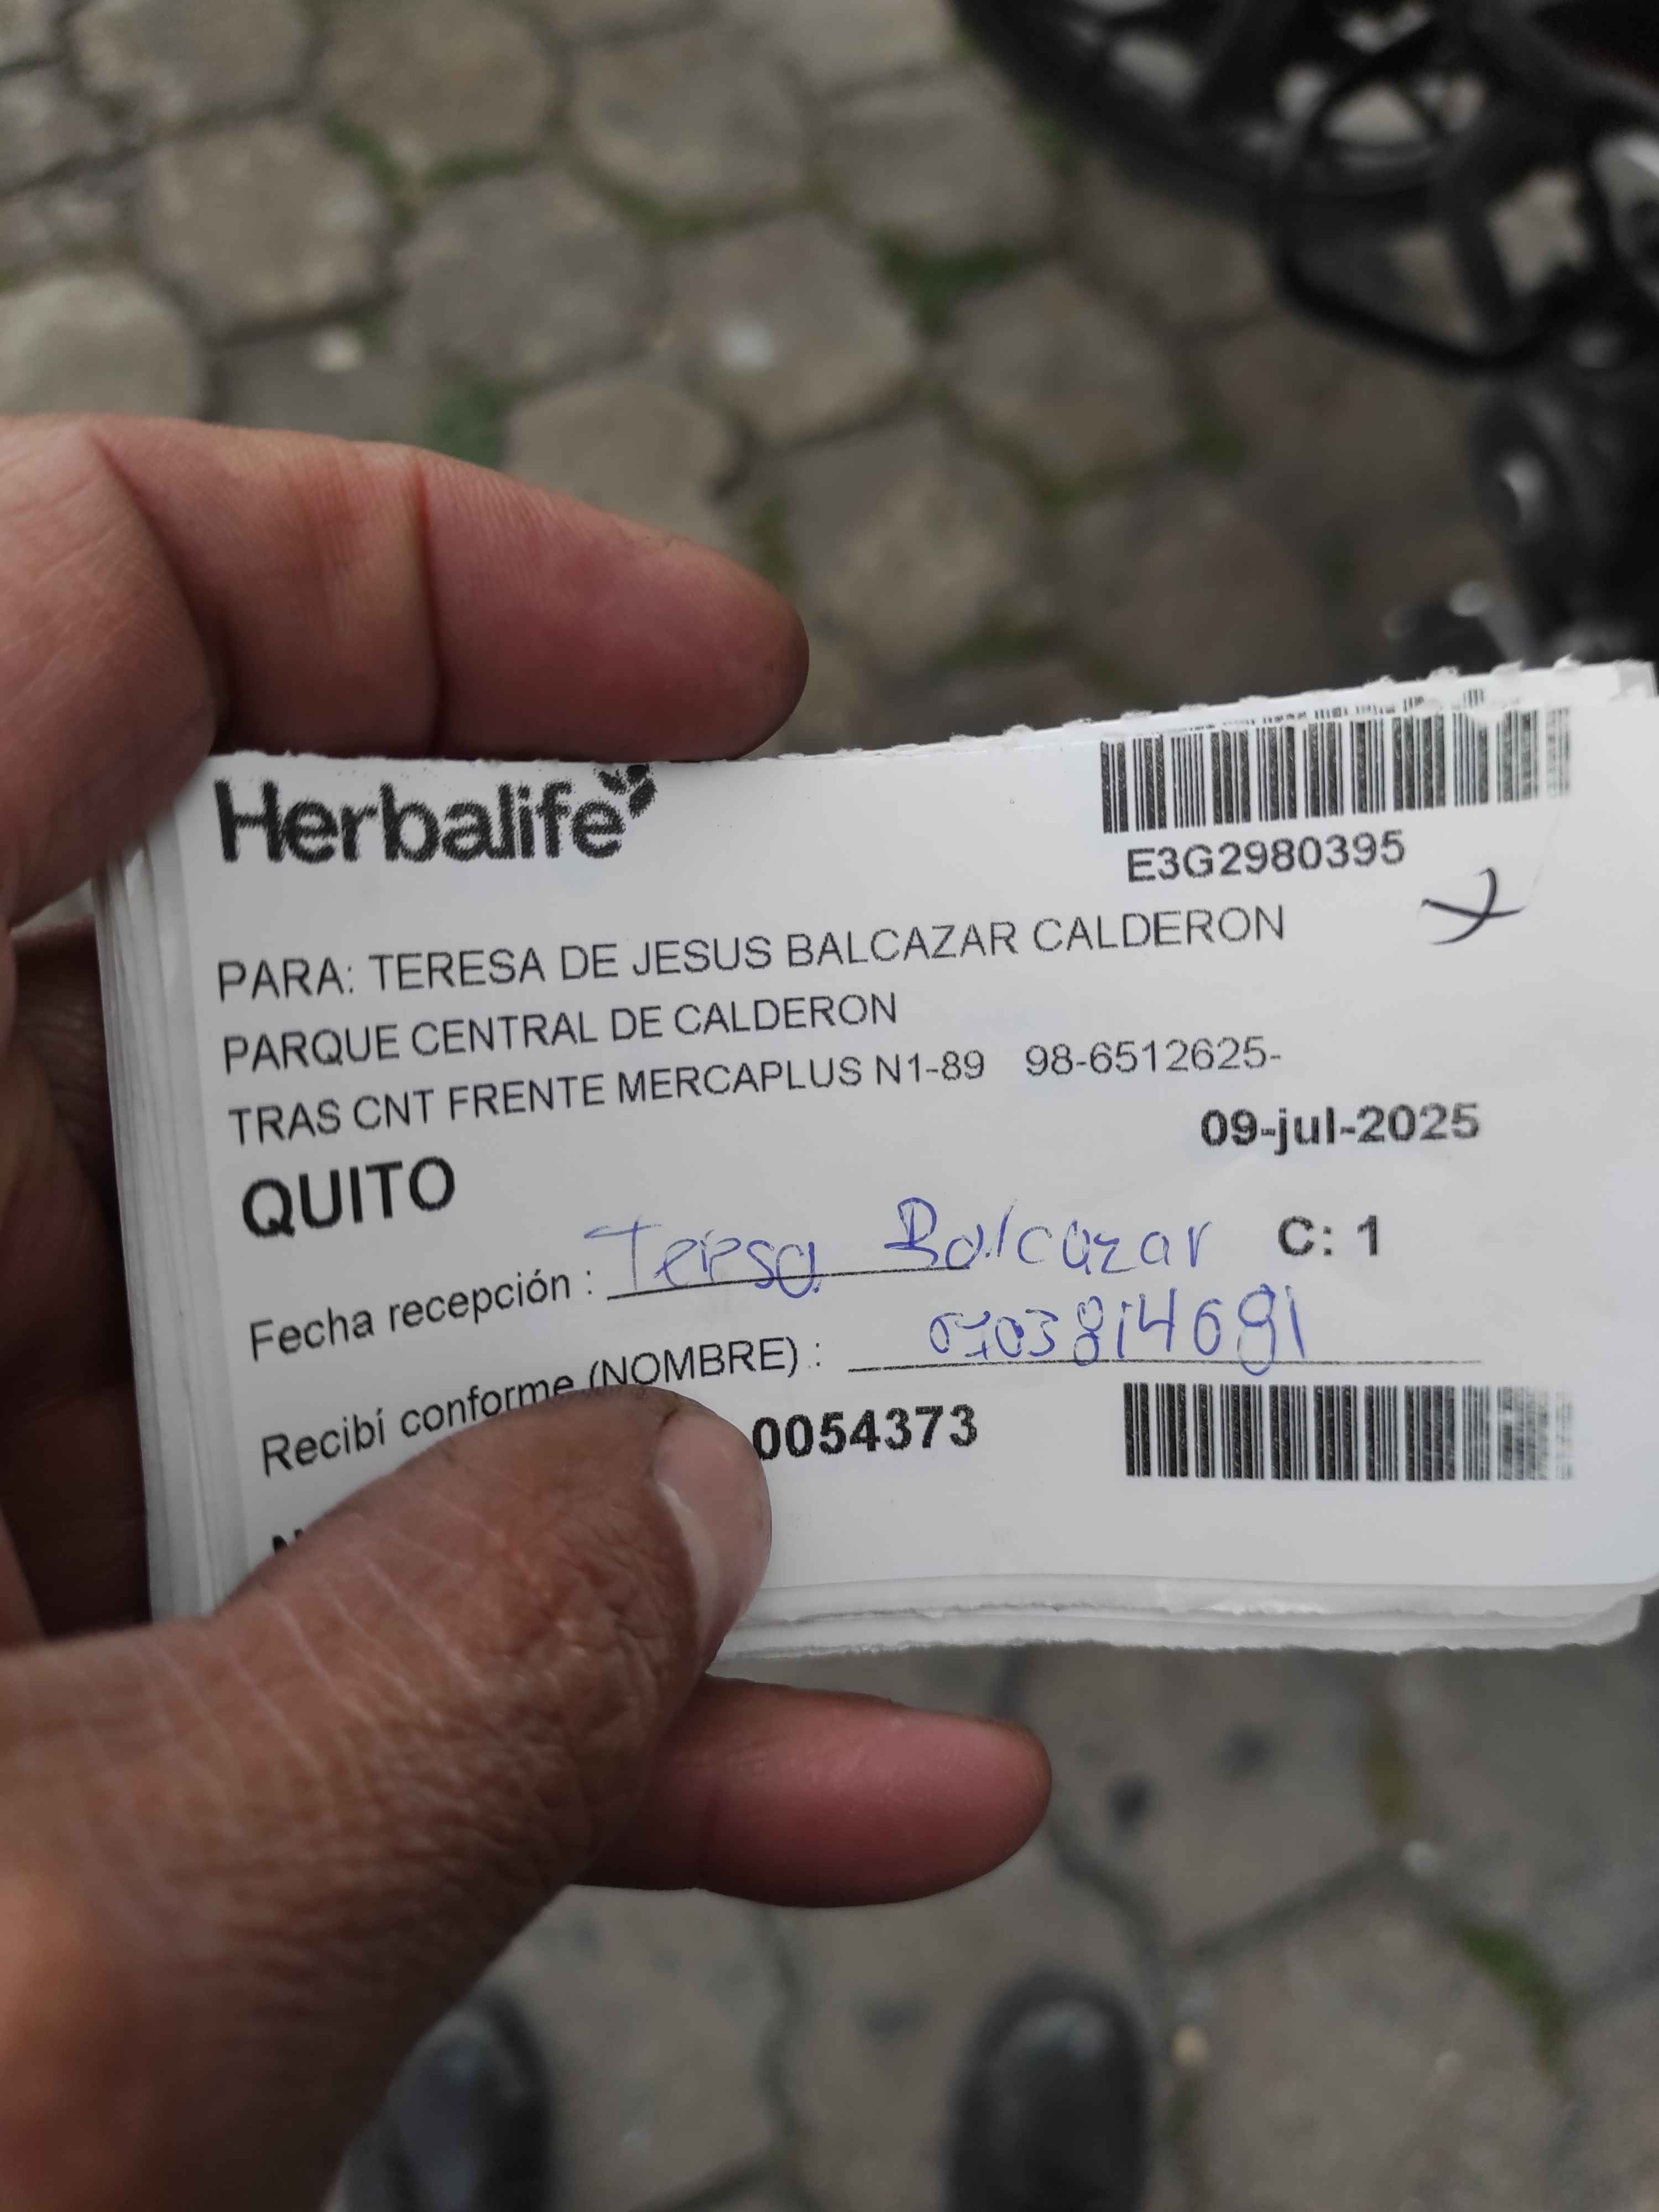 Herbalife
E3G2980395
PARA: TERESA DE JESUS BALCAZAR CALDERON
PARQUE CENTRAL DE CALDERON
TRAS CNT FRENTE MERCAPLUS N1-89 98-6512625-
09-jul-2025
QUITO
C: 1
Fecha recepción : Teresa Balcazar
Recibí conforme (NOMBRE) : 0703814691
0054373